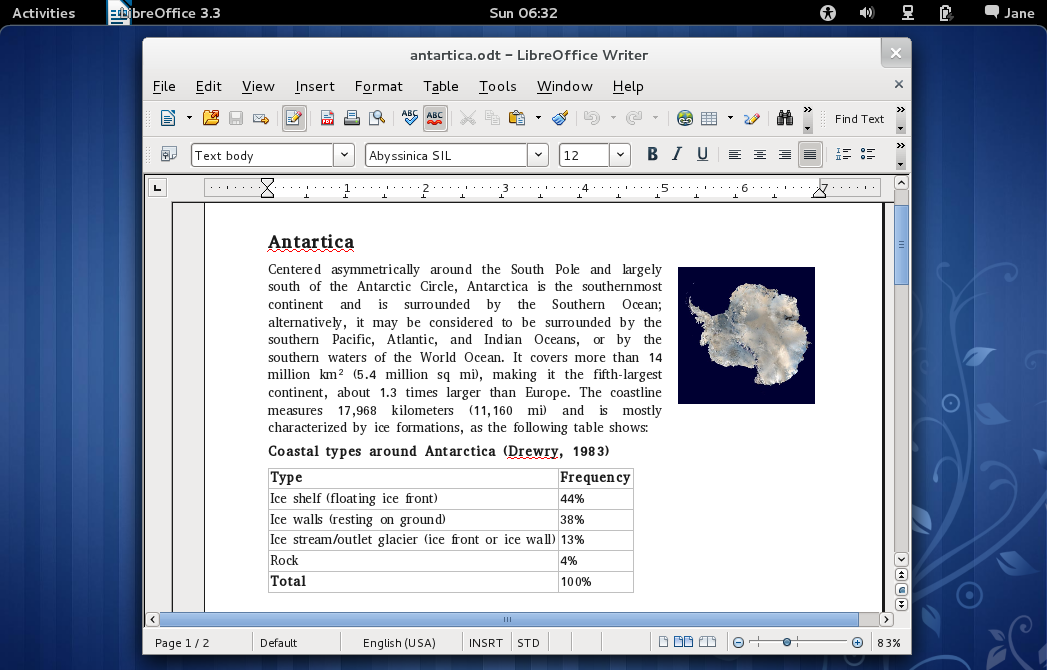 Activities
LibreOffice 3.3
Sun 06:32
Jane
antartica.odt – LibreOffice Writer
File Edit View Insert Format Table Tools Window Help
ABC ABC Find Text
Text body Abyssinica SIL 12 B I U
1 2 3 4 5 6 7
Antartica
Centered asymmetrically around the South Pole and largely
south of the Antarctic Circle, Antarctica is the southernmost
continent and is surrounded by the Southern Ocean;
alternatively, it may be considered to be surrounded by the
southern Pacific, Atlantic, and Indian Oceans, or by the
southern waters of the World Ocean. It covers more than 14
million km² (5.4 million sq mi), making it the fifth-largest
continent, about 1.3 times larger than Europe. The coastline
measures 17,968 kilometers (11,160 mi) and is mostly
characterized by ice formations, as the following table shows:
Coastal types around Antarctica (Drewry, 1983)
Type Frequency
Ice shelf (floating ice front) 44%
Ice walls (resting on ground) 38%
Ice stream/outlet glacier (ice front or ice wall) 13%
Rock 4%
Total 100%
Page 1 / 2 Default English (USA) INSRT STD 83%